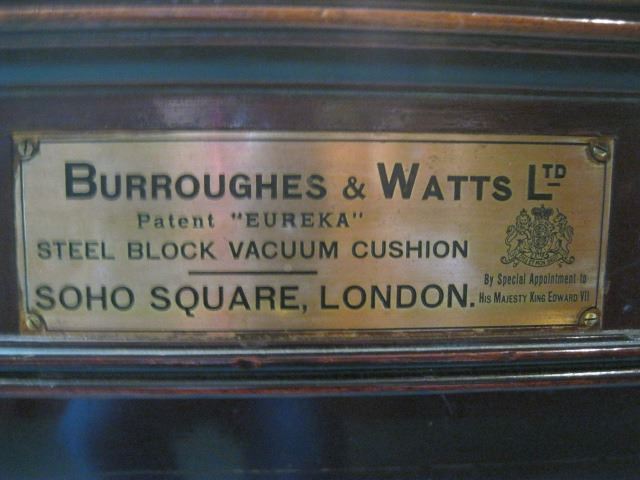 BURROUGHES & WATTS LTD
Patent "EUREKA"
STEEL BLOCK VACUUM CUSHION
SOHO SQUARE, LONDON.
By Special Appointment to
HIS MAJESTY KING EDWARD VII